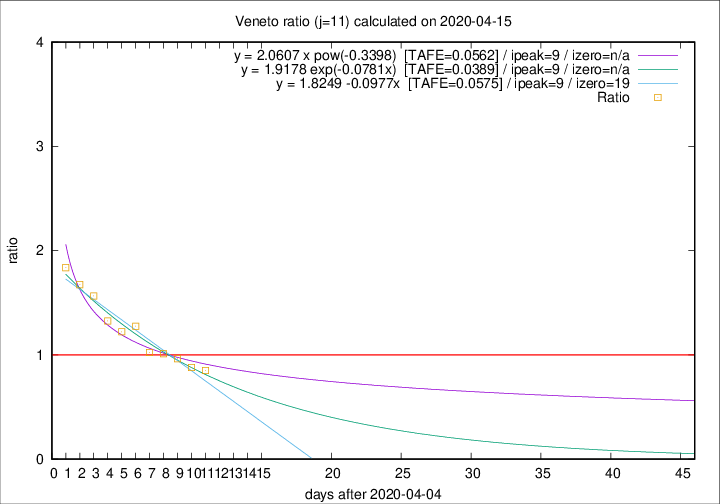 Veneto ratio (j=11) calculated on 2020-04-15
y = 2.0607 x pow(-0.3398) [TAFE=0.0562] / ipeak=9 / izero=n/a
y = 1.9178 exp(-0.0781x) [TAFE=0.0389] / ipeak=9 / izero=n/a
y = 1.8249 -0.0977x [TAFE=0.0575] / ipeak=9 / izero=19
Ratio
4
3
2
1
0
ratio
0 1 2 3 4 5 6 7 8 9 10 11 12 13 14 15 20 25 30 35 40 45
days after 2020-04-04